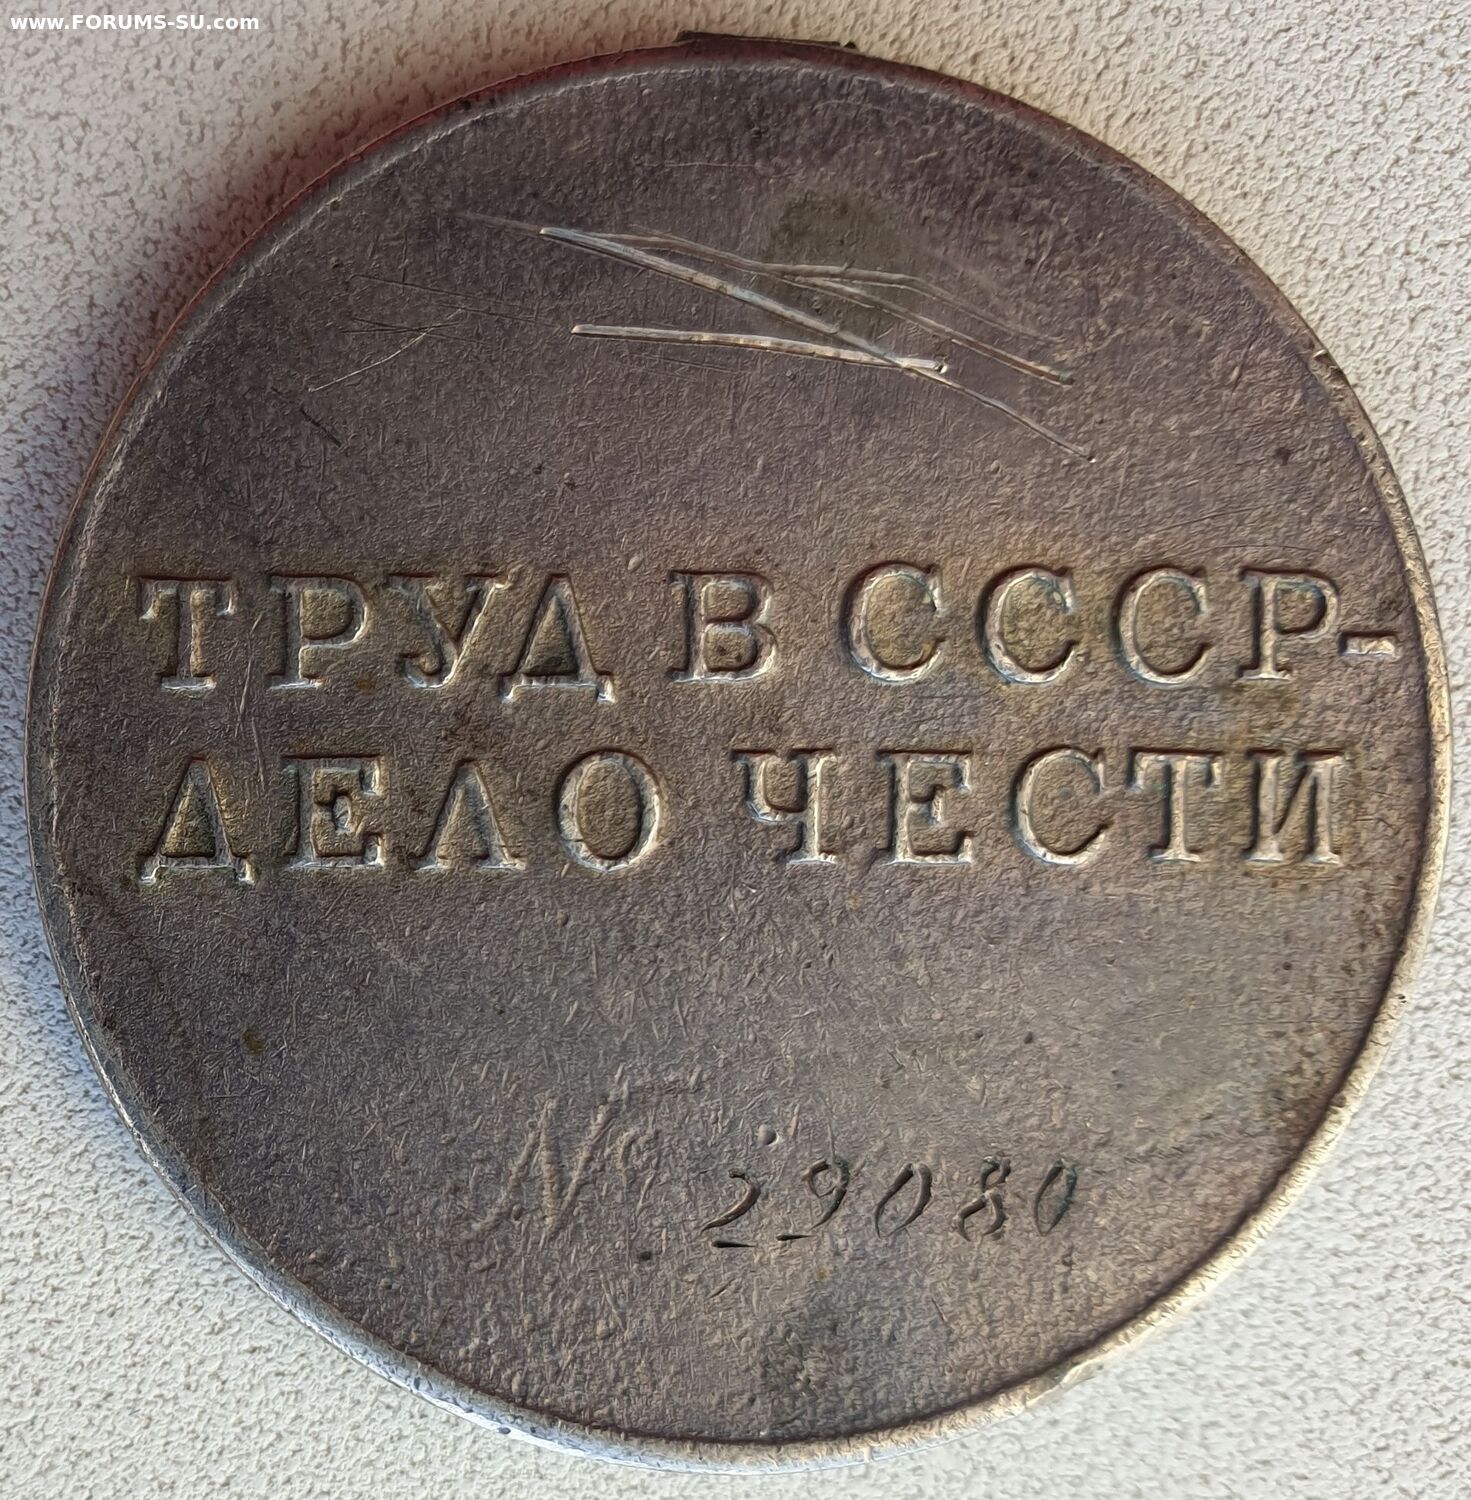 www.FORUMS-SU.com
ТРУД В СССР-
ДЕЛО ЧЕСТИ
№ 29080